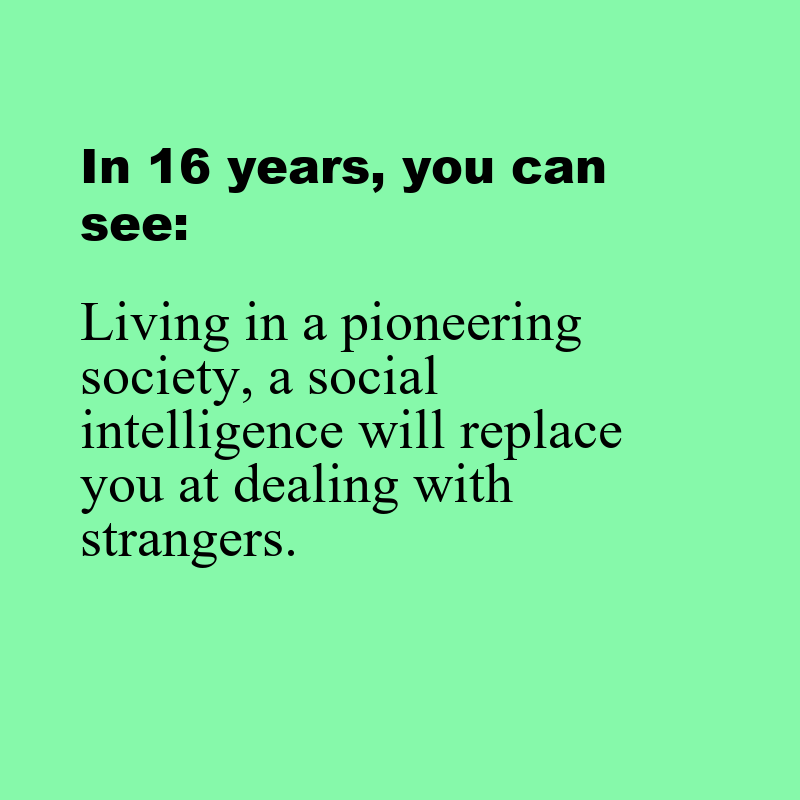 In 16 years, you can
see:
Living in a pioneering
society, a social
intelligence will replace
you at dealing with
strangers.